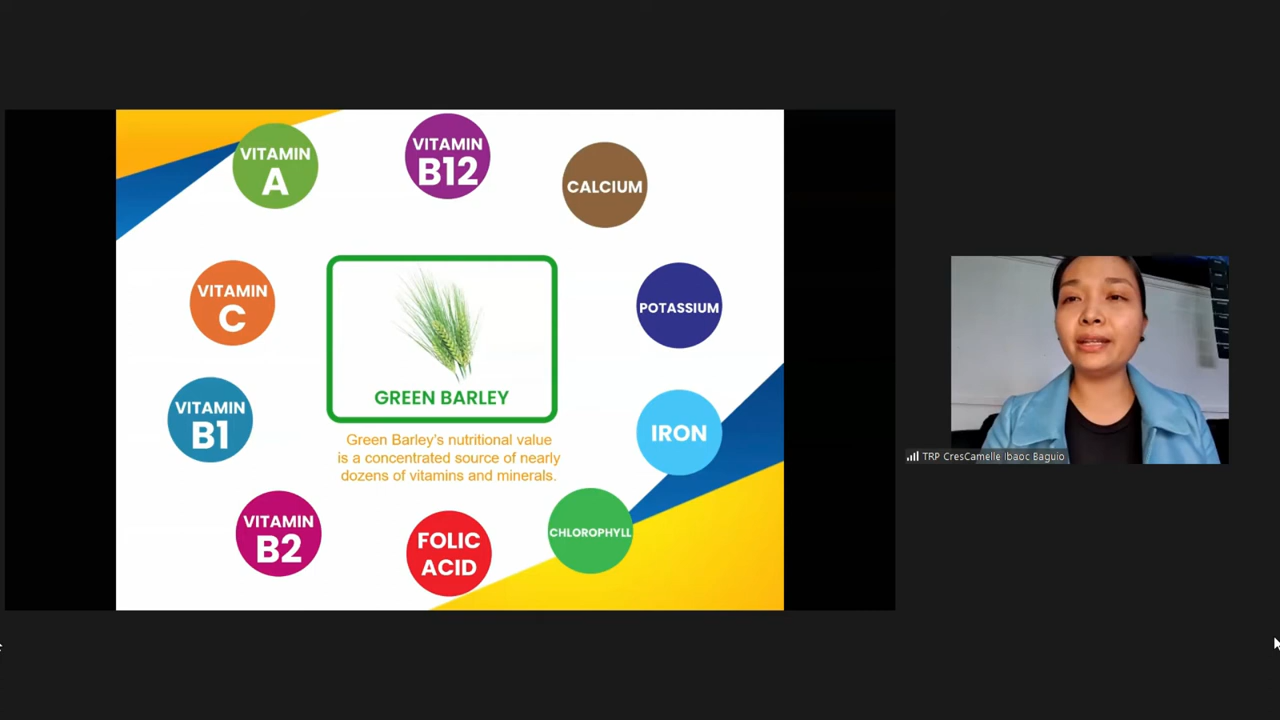 VITAMIN
A
VITAMIN
B12
CALCIUM
VITAMIN
C
POTASSIUM
VITAMIN
B1
IRON
GREEN BARLEY
Green Barley's nutritional value
is a concentrated source of nearly
dozens of vitamins and minerals.
VITAMIN
B2
FOLIC
ACID
CHLOROPHYLL
TRP CresCamelle Ibaoc Baguio